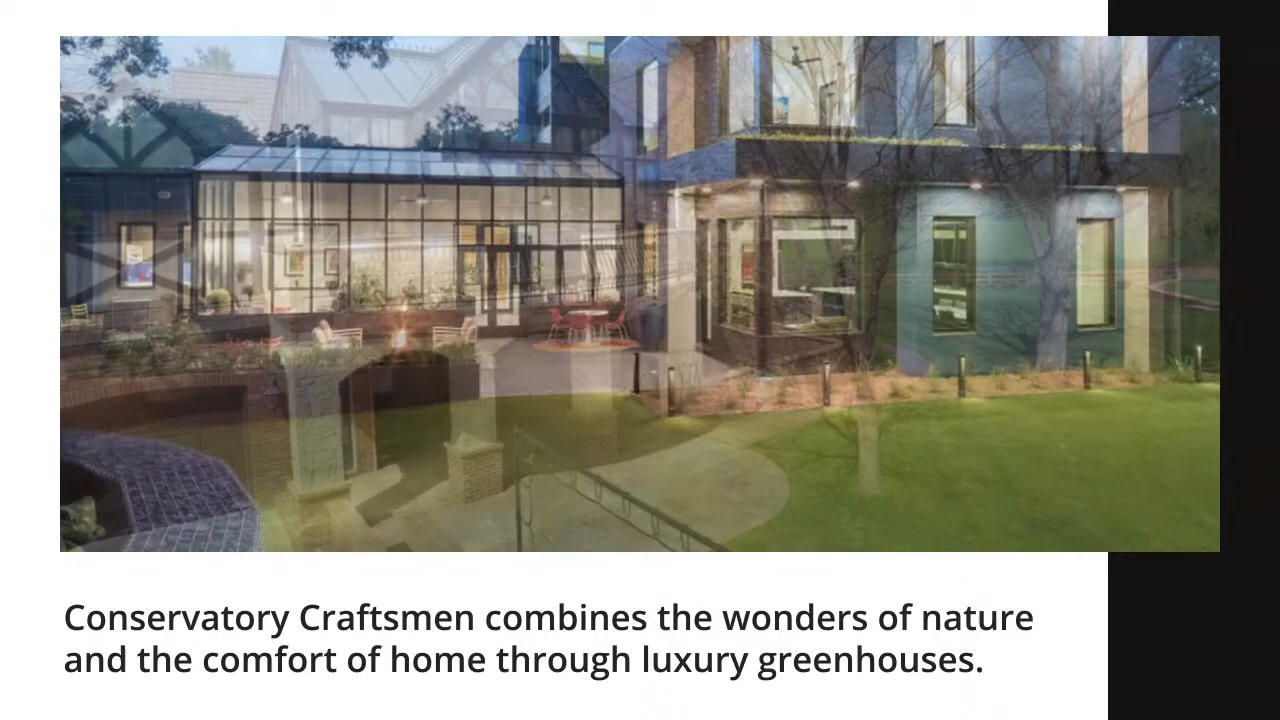 Conservatory Craftsmen combines the wonders of nature
and the comfort of home through luxury greenhouses.